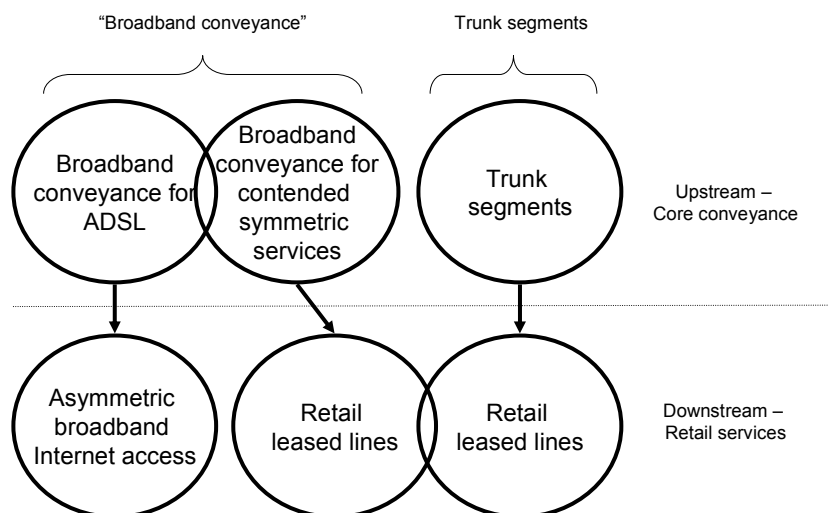 “Broadband conveyance”
Trunk segments
Broadband
conveyance for
ADSL
Broadband
conveyance for
contended
symmetric
services
Trunk
segments
Upstream –
Core conveyance
Asymmetric
broadband
Internet access
Retail
leased lines
Retail
leased lines
Downstream –
Retail services